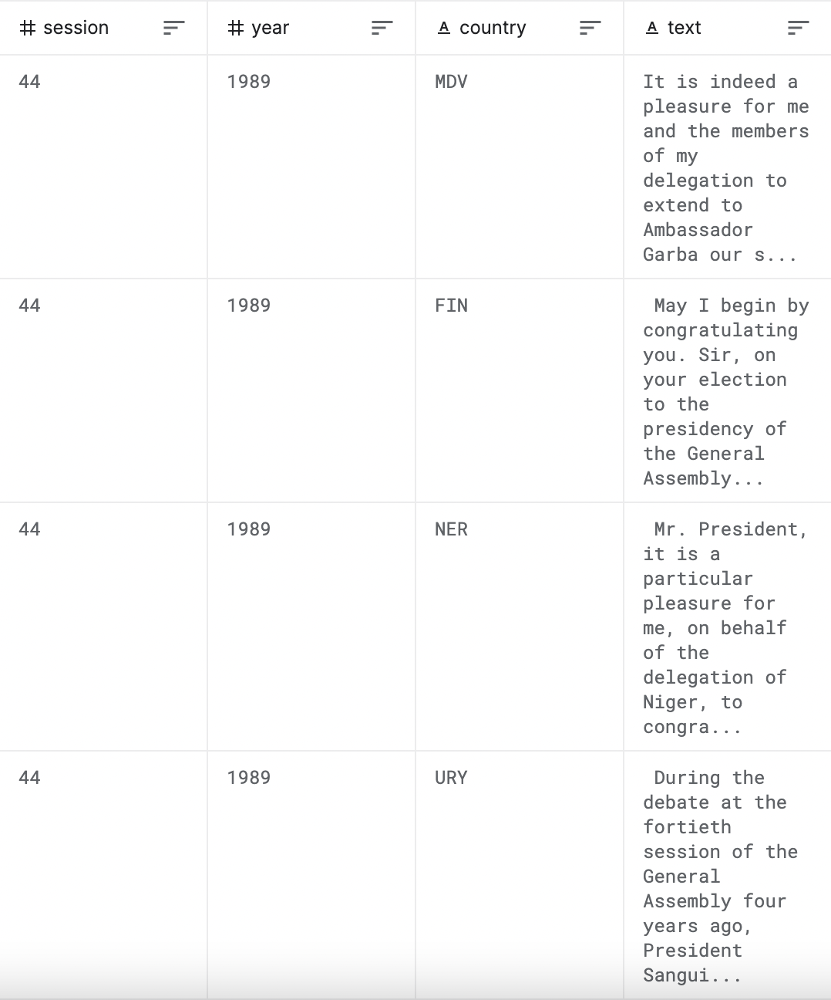 session year country text
44 1989 MDV It is indeed a
pleasure for me
and the members
of my
delegation to
extend to
Ambassador
Garba our s...
44 1989 FIN May I begin by
congratulating
you. Sir, on
your election
to the
presidency of
the General
Assembly...
44 1989 NER Mr. President,
it is a
particular
pleasure for
me, on behalf
of the
delegation of
Niger, to
congra...
44 1989 URY During the
debate at the
fortieth
session of the
General
Assembly four
years ago,
President
Sangui...